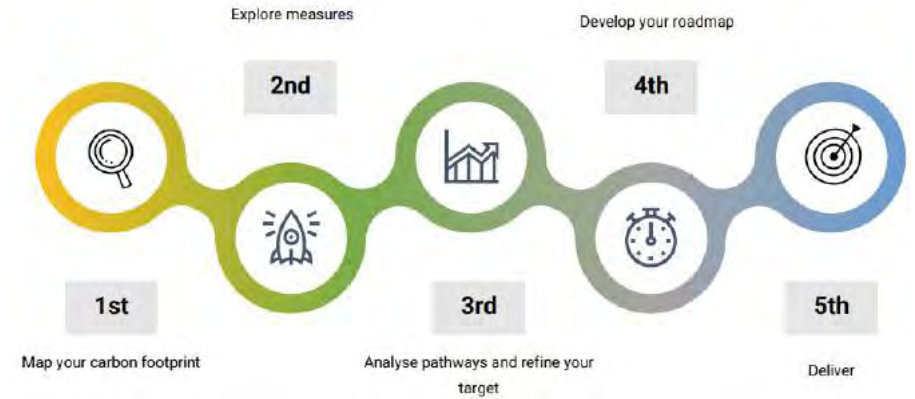 Explore measures
Develop your roadmap
2nd
4th
1st
3rd
5th
Map your carbon footprint
Analyse pathways and refine your
target
Deliver